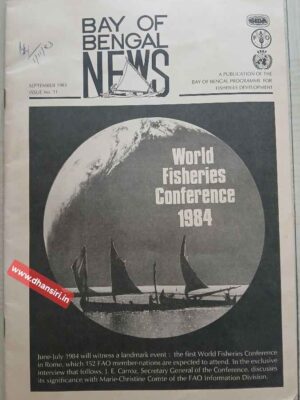 BAY OF
BENGAL
NEWS
SEPTEMBER 1983
ISSUE No. 11
SIDA
A PUBLICATION OF THE
BAY OF BENGAL PROGRAMME FOR
FISHERIES DEVELOPMENT
World
Fisheries
Conference
1984
www.dhansiri.in
June-July 1984 will witness a landmark event : the first World Fisheries Conference
in Rome, which 152 FAO member-nations are expected to attend. In the exclusive
interview that follows, J. E. Carroz, Secretary General of the Conference, discusses
its significance with Marie-Christine Comte of the FAO Information Division.